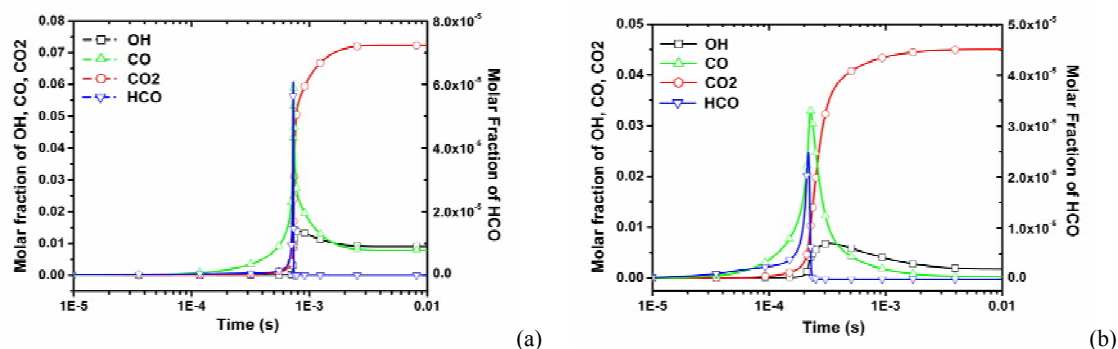 Molar fraction of OH, CO, CO2
0.08
0.07
0.06
0.05
0.04
0.03
0.02
0.01
0.00
OH
CO
CO2
HCO
8.0x10-5
6.0x10-5
4.0x10-5
2.0x10-5
0.0
Molar Fraction of HCO
1E-5
1E-4
1E-3
0.01
Time (s)
(a)
Molar fraction of OH, CO, CO2
0.05
0.04
0.03
0.02
0.01
0.00
OH
CO
CO2
HCO
5.0x10-5
4.0x10-5
3.0x10-5
2.0x10-5
1.0x10-5
0.0
Molar Fraction of HCO
1E-5
1E-4
1E-3
0.01
Time (s)
(b)